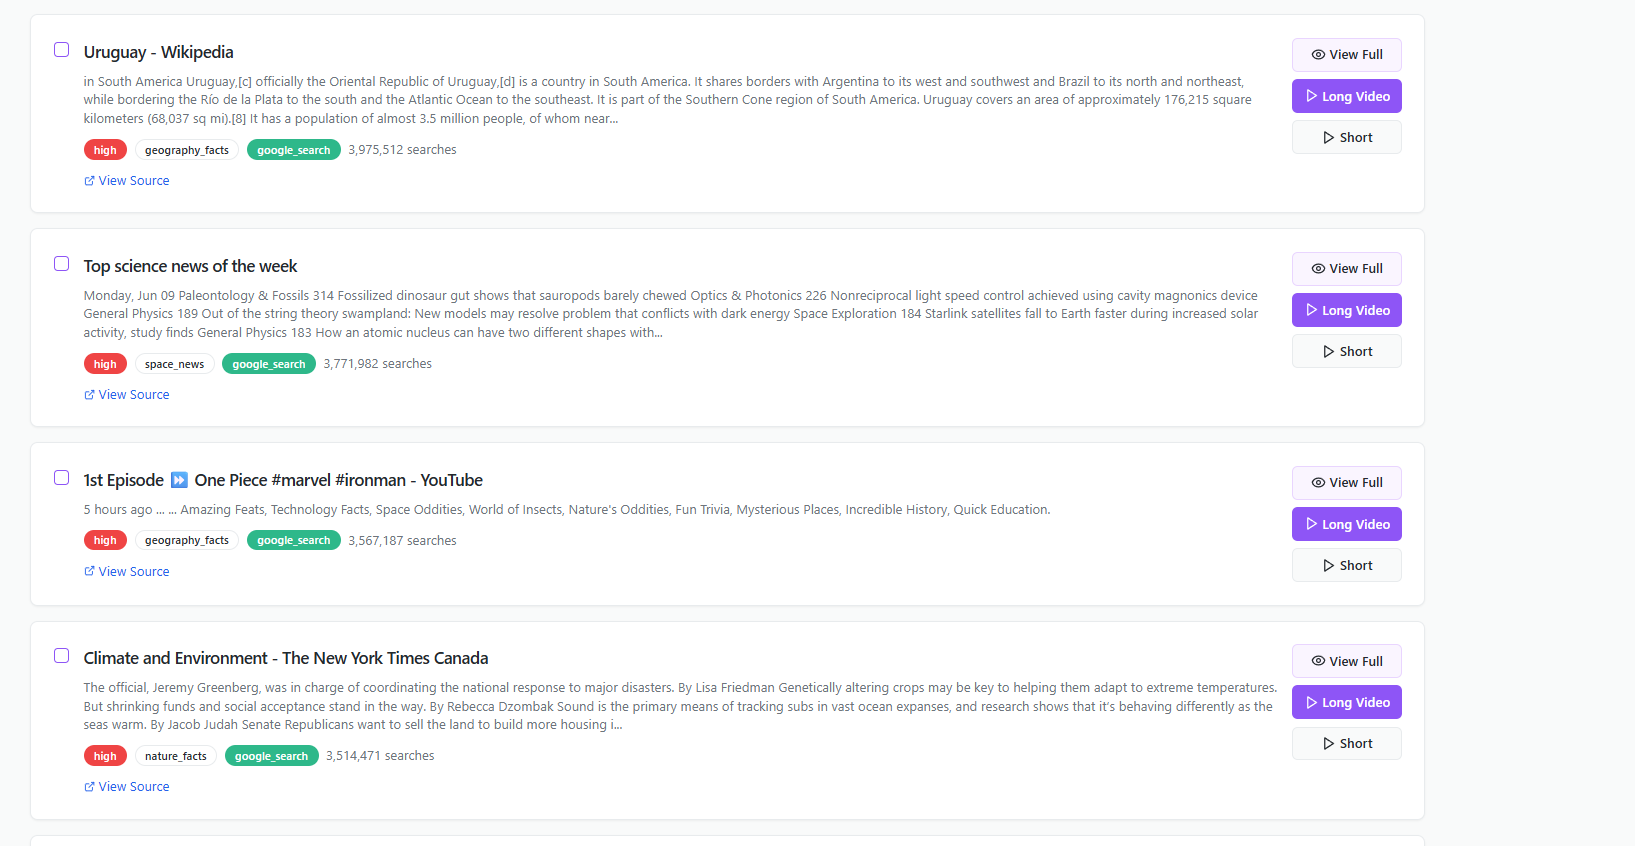 Uruguay - Wikipedia
in South America Uruguay,[c] officially the Oriental Republic of Uruguay,[d] is a country in South America. It shares borders with Argentina to its west and southwest and Brazil to its north and northeast,
while bordering the Río de la Plata to the south and the Atlantic Ocean to the southeast. It is part of the Southern Cone region of South America. Uruguay covers an area of approximately 176,215 square
kilometers (68,037 sq mi).[8] It has a population of almost 3.5 million people, of whom near...
high geography_facts google_search 3,975,512 searches
View Source
View Full
Long Video
Short
Top science news of the week
Monday, Jun 09 Paleontology & Fossils 314 Fossilized dinosaur gut shows that sauropods barely chewed Optics & Photonics 226 Nonreciprocal light speed control achieved using cavity magnonics device
General Physics 189 Out of the string theory swampland: New models may resolve problem that conflicts with dark energy Space Exploration 184 Starlink satellites fall to Earth faster during increased solar
activity, study finds General Physics 183 How an atomic nucleus can have two different shapes with...
high space_news google_search 3,771,982 searches
View Source
View Full
Long Video
Short
1st Episode ⏩ One Piece #marvel #ironman - YouTube
5 hours ago ... ... Amazing Feats, Technology Facts, Space Oddities, World of Insects, Nature's Oddities, Fun Trivia, Mysterious Places, Incredible History, Quick Education.
high geography_facts google_search 3,567,187 searches
View Source
View Full
Long Video
Short
Climate and Environment - The New York Times Canada
The official, Jeremy Greenberg, was in charge of coordinating the national response to major disasters. By Lisa Friedman Genetically altering crops may be key to helping them adapt to extreme temperatures.
But shrinking funds and social acceptance stand in the way. By Rebecca Dzombak Sound is the primary means of tracking subs in vast ocean expanses, and research shows that it's behaving differently as the
seas warm. By Jacob Judah Senate Republicans want to sell the land to build more housing i...
high nature_facts google_search 3,514,471 searches
View Source
View Full
Long Video
Short